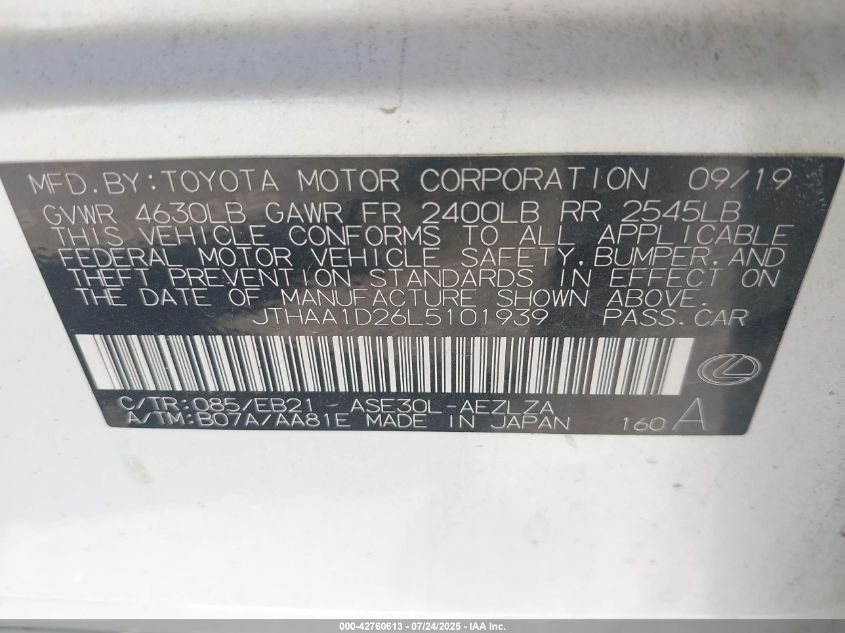 MFD.BY:TOYOTA MOTOR CORPORATION 09/19
GVWR 4630LB GAWR FR 2400LB RR 2545LB
THIS VEHICLE CONFORMS TO ALL APPLICABLE
FEDERAL MOTOR VEHICLE SAFETY, BUMPER, AND
THEFT PREVENTION STANDARDS IN EFFECT ON
THE DATE OF MANUFACTURE SHOWN ABOVE.
JTHAA1D26L5101939 PASS.CAR
C/TR:085/EB21 -ASE30L-AEZLZA
A/TM:B07A/AA81E MADE IN JAPAN 160 A
000-42760613 - 07/24/2025 - IAA Inc.